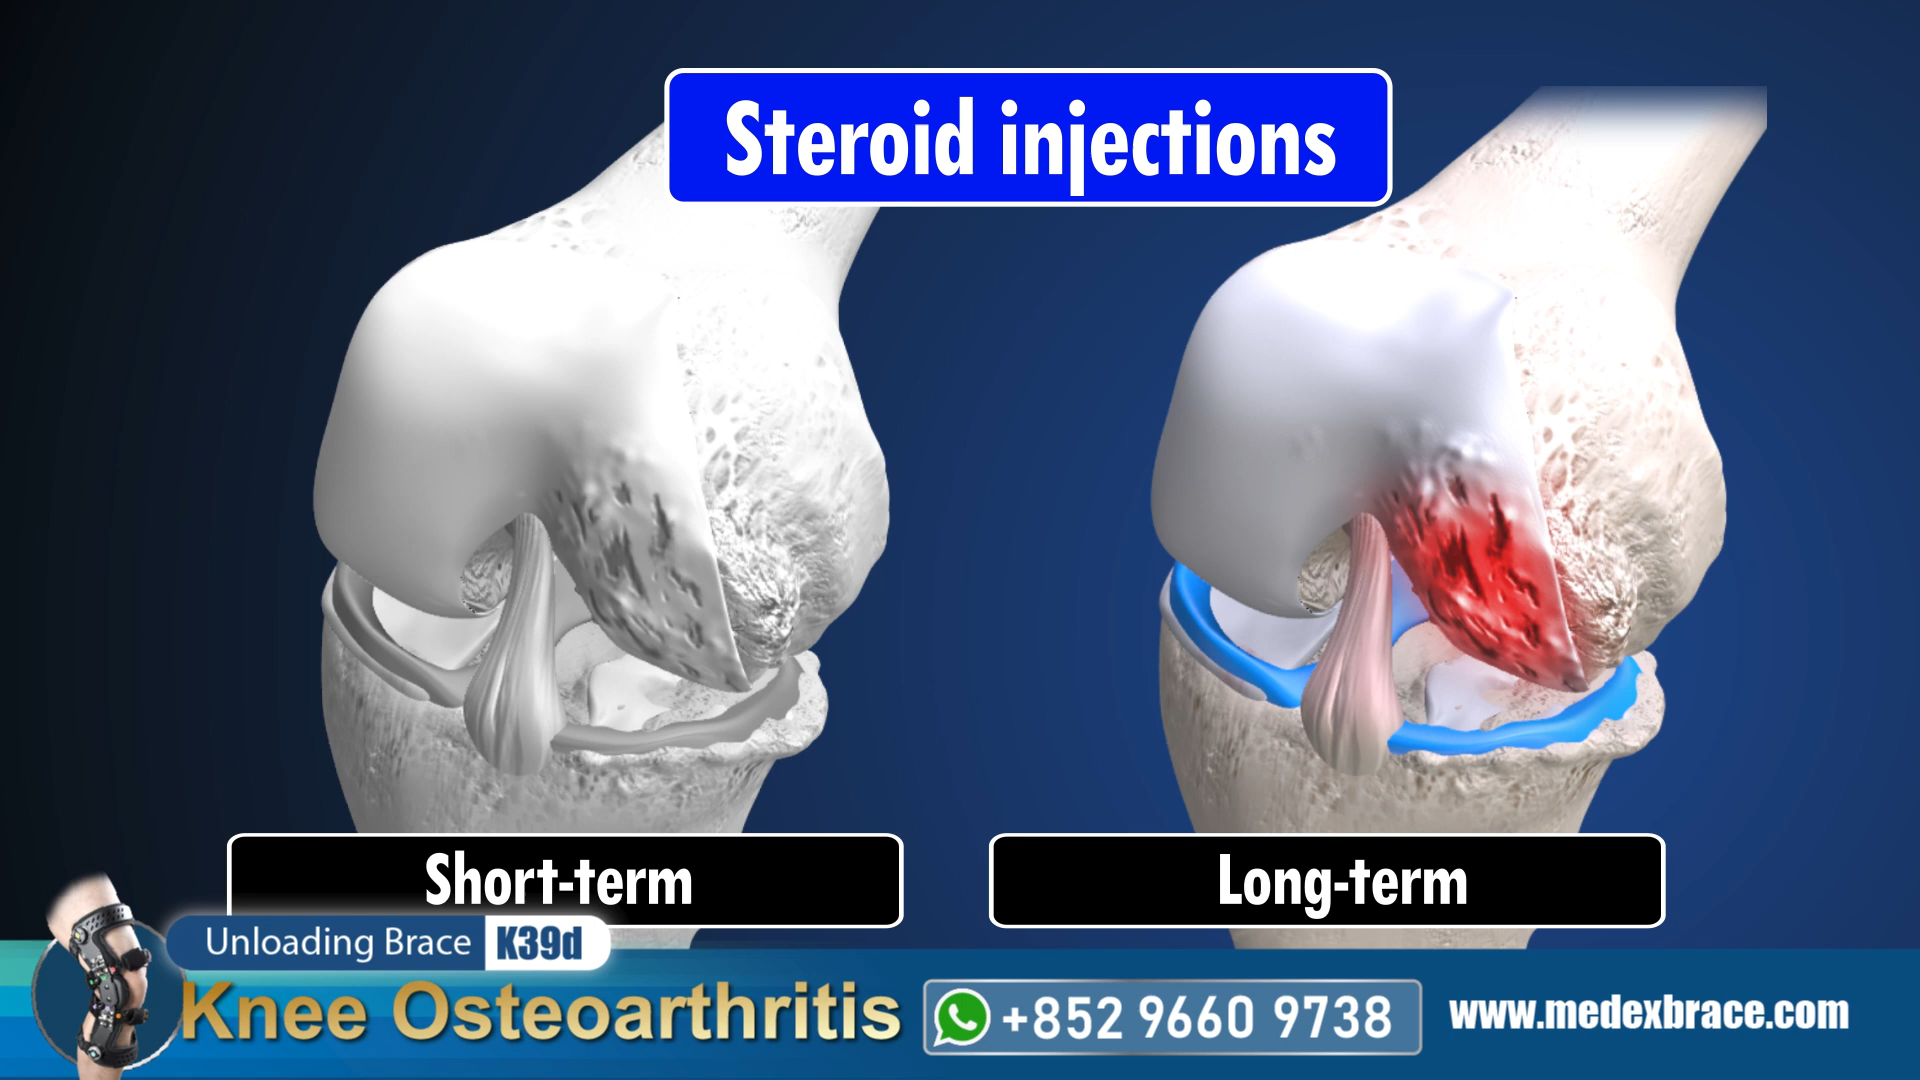 Steroid injections
Short-term
Long-term
Unloading Brace K39d
Knee Osteoarthritis
+852 9660 9738
www.medexbrace.com